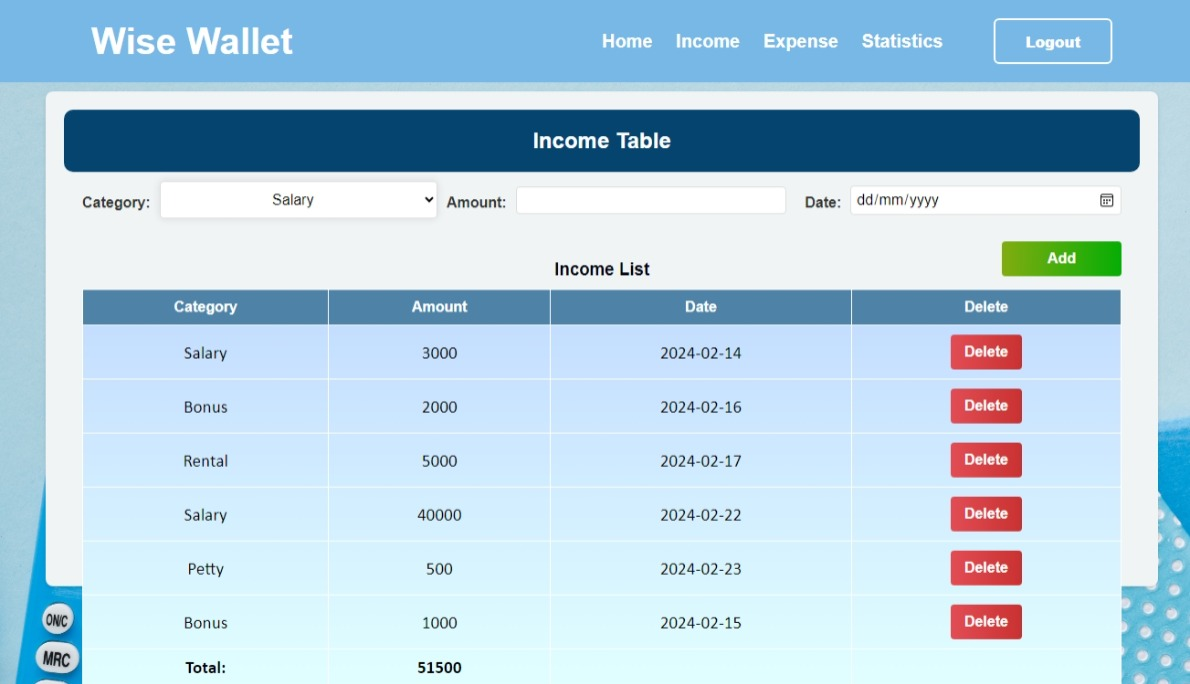 Wise Wallet Home Income Expense Statistics Logout
Income Table
Category: Salary Amount: Date: dd/mm/yyyy
Add
Income List
Category Amount Date Delete
Salary 3000 2024-02-14 Delete
Bonus 2000 2024-02-16 Delete
Rental 5000 2024-02-17 Delete
Salary 40000 2024-02-22 Delete
Petty 500 2024-02-23 Delete
Bonus 1000 2024-02-15 Delete
ON/C
MRC
Total: 51500